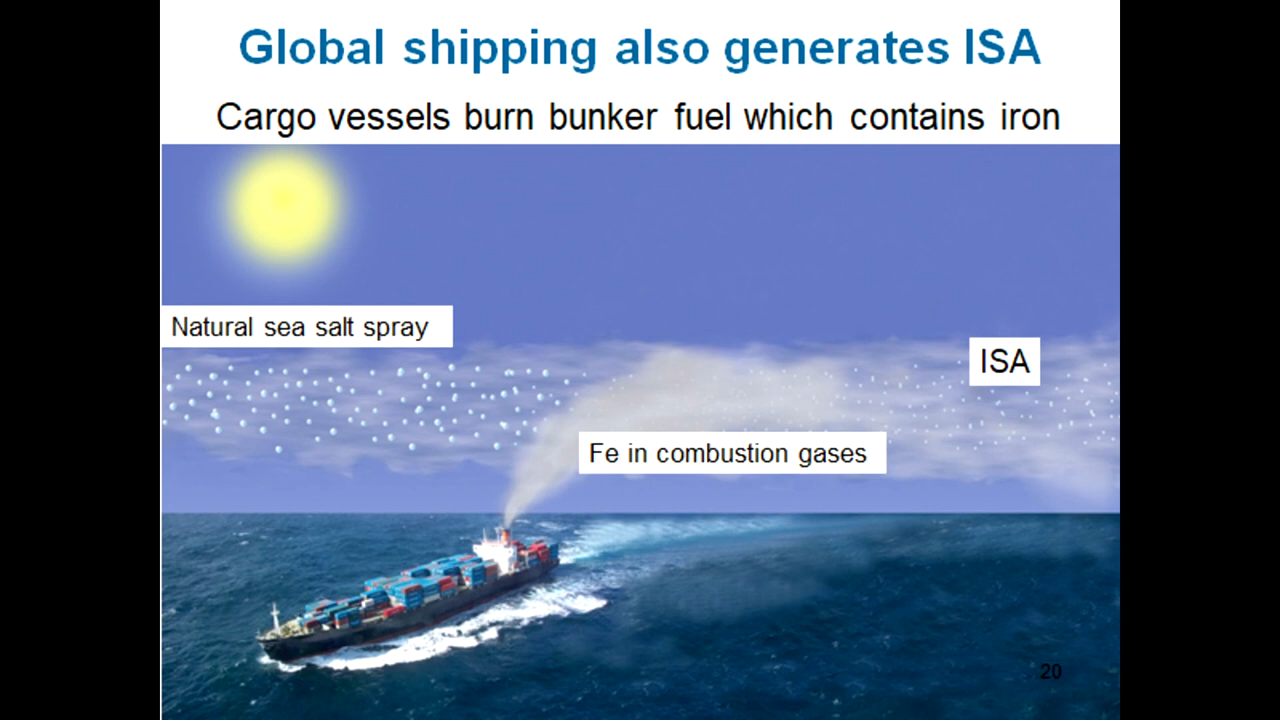 Global shipping also generates ISA
Cargo vessels burn bunker fuel which contains iron
Natural sea salt spray
ISA
Fe in combustion gases
20